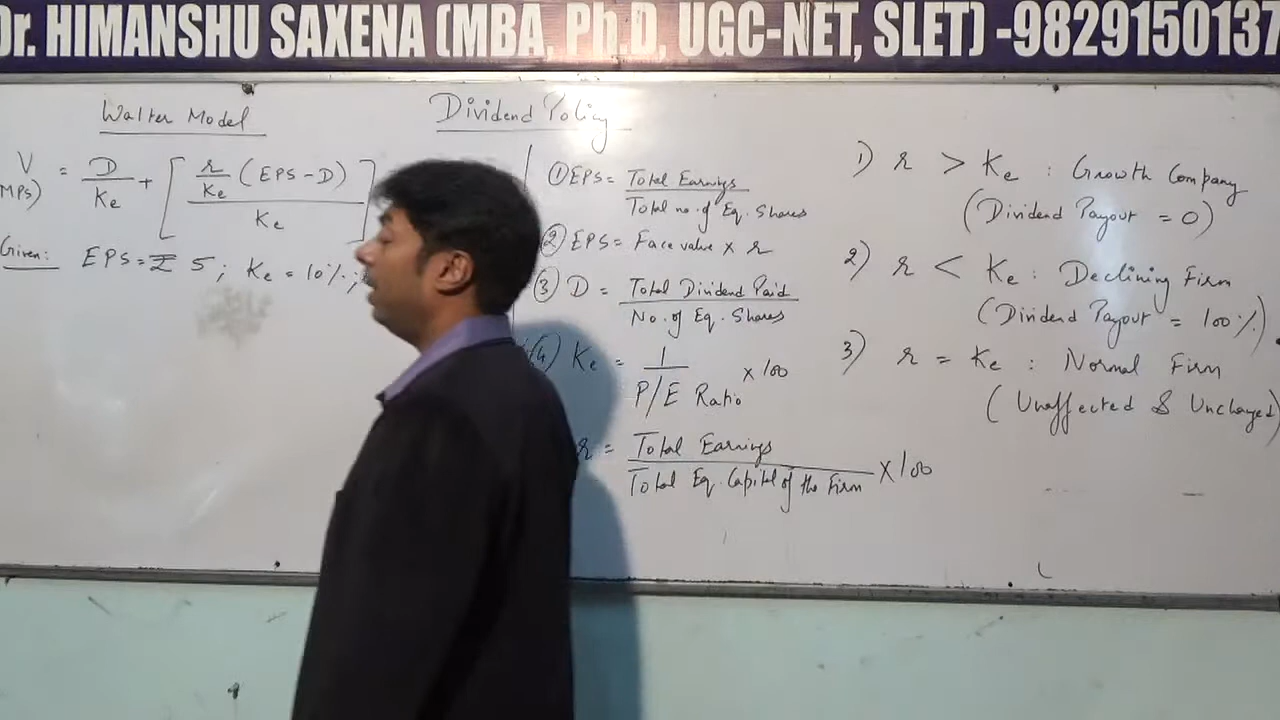 Dr. HIMANSHU SAXENA (MBA, Ph.D, UGC-NET, SLET) -9829150137
Walter Model
Dividend Policy
V (MPS) = D/Ke + [ r/Ke (EPS-D) / Ke ]
Given: EPS = ₹ 5 ; Ke = 10% ;
① EPS = Total Earnings / Total no. of Eq. Shares
② EPS = Face value × r
③ D = Total Dividend Paid / No. of Eq. Shares
(4) Ke = 1 / P/E Ratio × 100
r = Total Earnings / Total Eq. Capital of the Firm × 100
1) r > Ke : Growth Company
(Dividend Payout = 0)
2) r < Ke : Declining Firm
(Dividend Payout = 100%)
3) r = Ke : Normal Firm
(Unaffected & Unchanged)